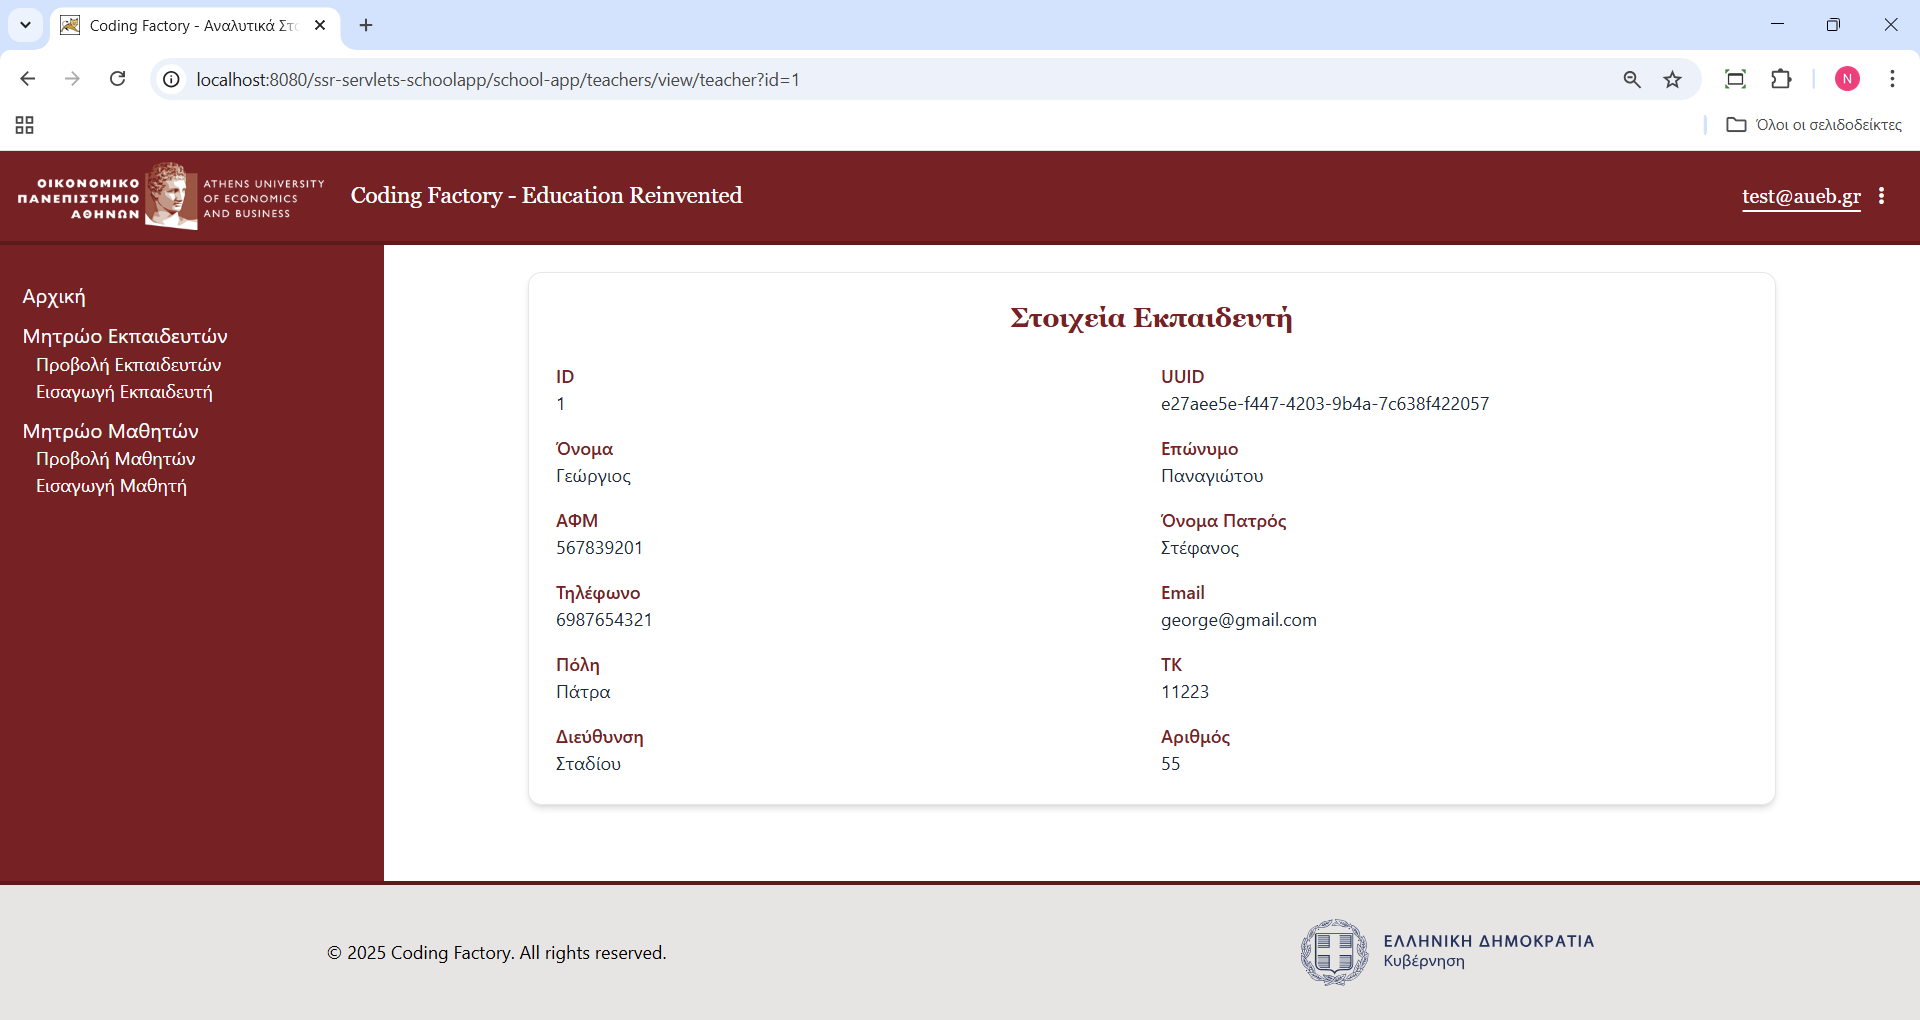 Coding Factory - Αναλυτικά Στο
localhost:8080/ssr-servlets-schoolapp/school-app/teachers/view/teacher?id=1
N
Όλοι οι σελιδοδείκτες
ΟΙΚΟΝΟΜΙΚΟ
ΠΑΝΕΠΙΣΤΗΜΙΟ
ΑΘΗΝΩΝ
ATHENS UNIVERSITY
OF ECONOMICS
AND BUSINESS
Coding Factory - Education Reinvented
test@aueb.gr
Αρχική
Μητρώο Εκπαιδευτών
Προβολή Εκπαιδευτών
Εισαγωγή Εκπαιδευτή
Μητρώο Μαθητών
Προβολή Μαθητών
Εισαγωγή Μαθητή
Στοιχεία Εκπαιδευτή
ID
1
UUID
e27aee5e-f447-4203-9b4a-7c638f422057
Όνομα
Γεώργιος
Επώνυμο
Παναγιώτου
ΑΦΜ
567839201
Όνομα Πατρός
Στέφανος
Τηλέφωνο
6987654321
Email
george@gmail.com
Πόλη
Πάτρα
ΤΚ
11223
Διεύθυνση
Σταδίου
Αριθμός
55
© 2025 Coding Factory. All rights reserved.
ΕΛΛΗΝΙΚΗ ΔΗΜΟΚΡΑΤΙΑ
Κυβέρνηση